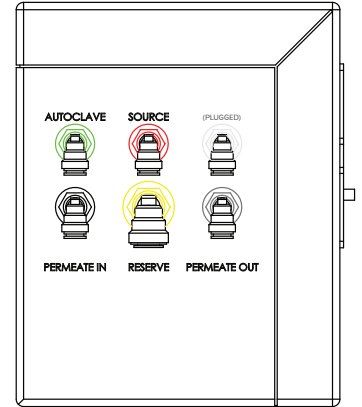 AUTOCLAVE SOURCE (PLUGGED)
PERMEATE IN RESERVE PERMEATE OUT